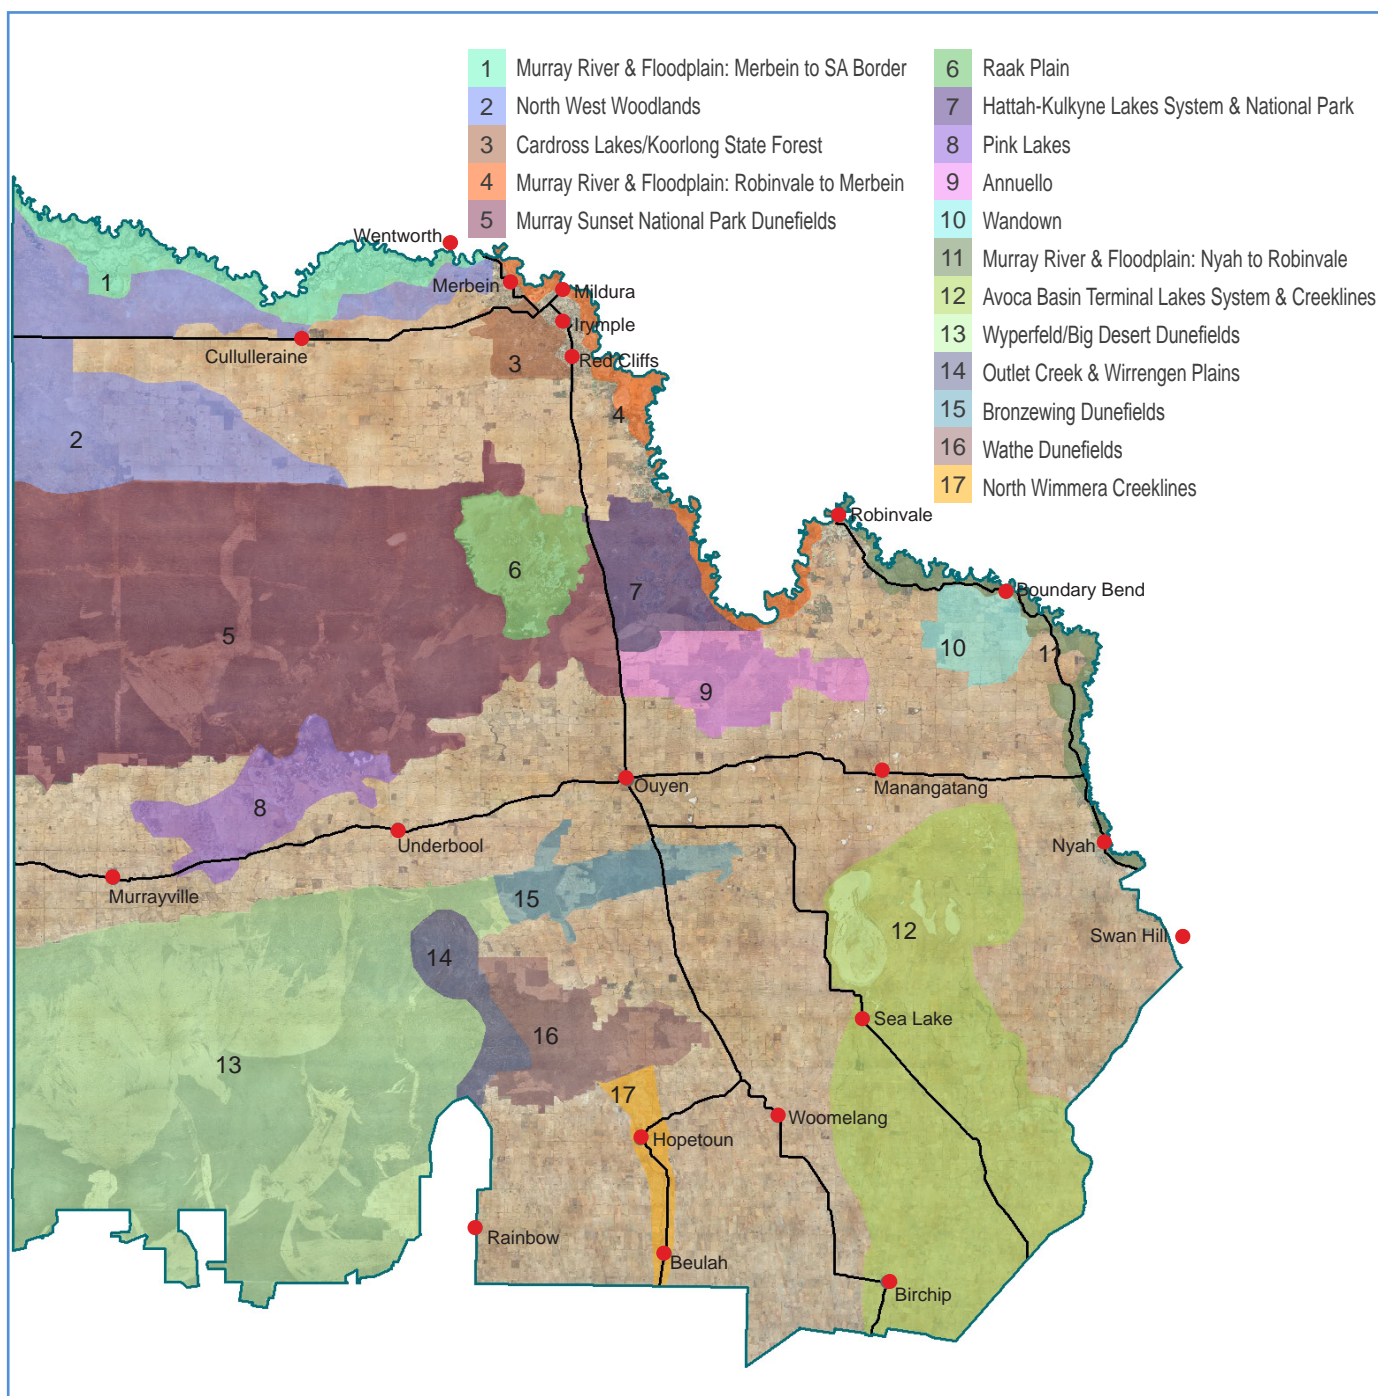 1 Murray River & Floodplain: Merbein to SA Border
2 North West Woodlands
3 Cardross Lakes/Koorlong State Forest
4 Murray River & Floodplain: Robinvale to Merbein
5 Murray Sunset National Park Dunefields
6 Raak Plain
7 Hattah-Kulkyne Lakes System & National Park
8 Pink Lakes
9 Annuello
10 Wandown
11 Murray River & Floodplain: Nyah to Robinvale
12 Avoca Basin Terminal Lakes System & Creeklines
13 Wyperfeld/Big Desert Dunefields
14 Outlet Creek & Wirrengen Plains
15 Bronzewing Dunefields
16 Wathe Dunefields
17 North Wimmera Creeklines
Wentworth
1
Merbein
Mildura
Irymple
Cullulleraine
3
Red Cliffs
4
2
Robinvale
6
7
Boundary Bend
5
10
11
9
8
Ouyen
Manangatang
Underbool
Nyah
Murrayville
15
12
Swan Hill
14
Sea Lake
16
13
17
Woomelang
Hopetoun
Rainbow
Beulah
Birchip